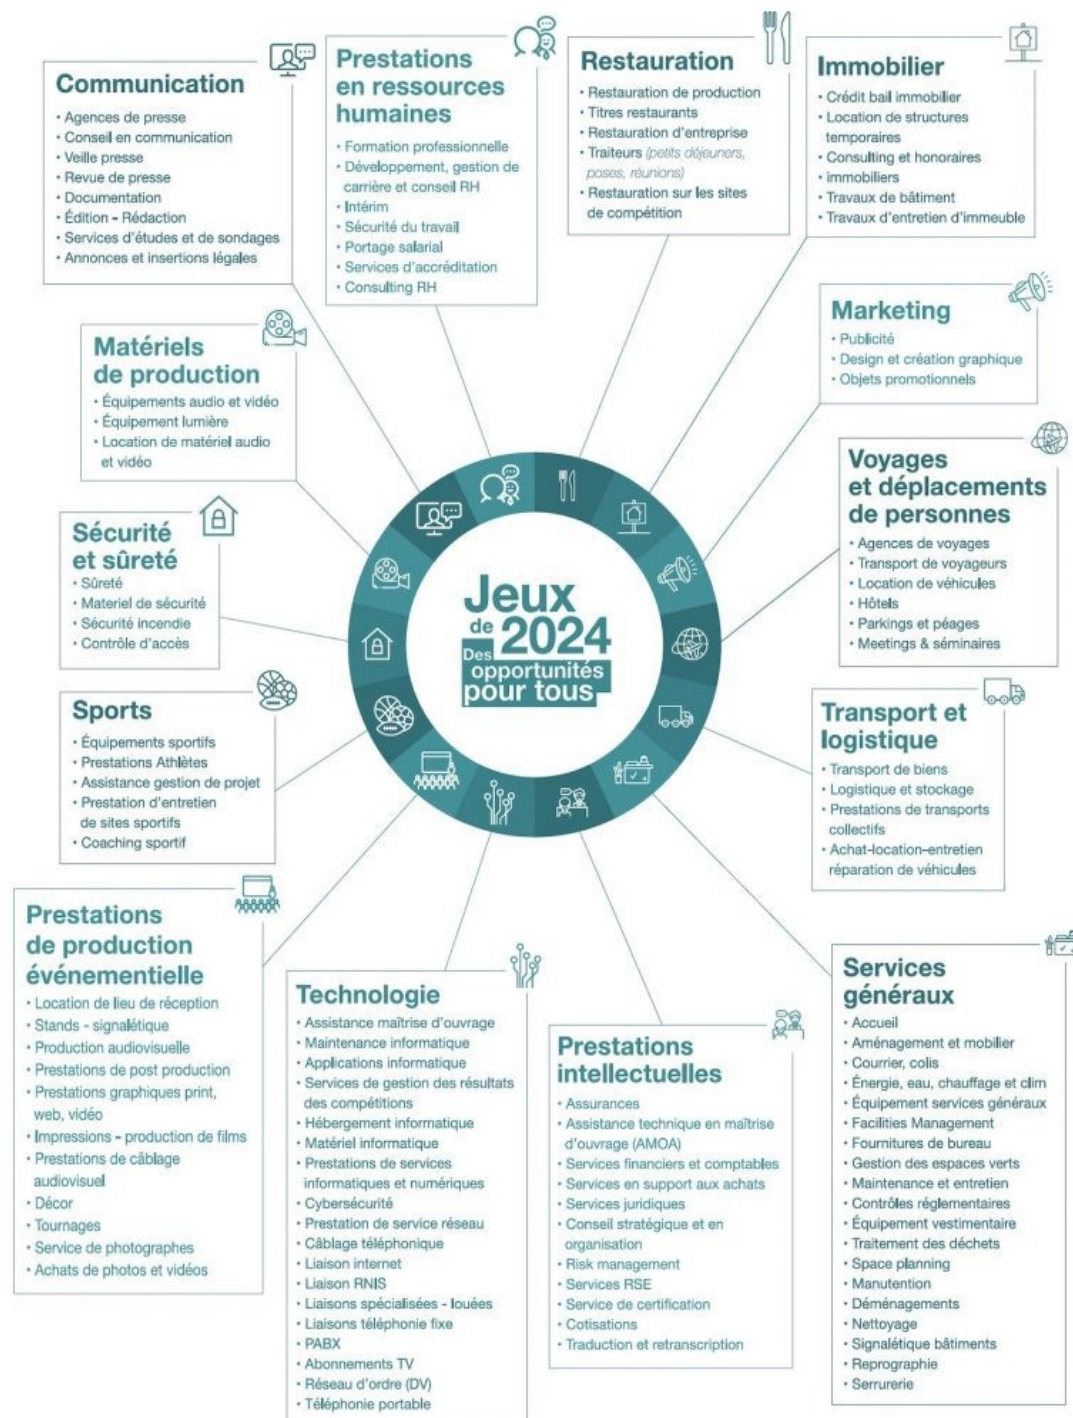 Communication
• Agences de presse
• Conseil en communication
• Veille presse
• Revue de presse
• Documentation
• Édition - Rédaction
• Services d'études et de sondages
• Annonces et insertions légales
Prestations
en ressources
humaines
• Formation professionnelle
• Développement, gestion de
carrière et conseil RH
• Intérim
• Sécurité du travail
• Portage salarial
• Services d'accréditation
• Consulting RH
Restauration
• Restauration de production
• Titres restaurants
• Restauration d'entreprise
• Traiteurs (petits déjeuners,
poses, réunions)
• Restauration sur les sites
de compétition
Immobilier
• Crédit bail immobilier
• Location de structures
temporaires
• Consulting et honoraires
• immobiliers
• Travaux de bâtiment
• Travaux d'entretien d'immeuble
Marketing
• Publicité
• Design et création graphique
• Objets promotionnels
Matériels
de production
• Équipements audio et vidéo
• Équipement lumière
• Location de matériel audio
et vidéo
Voyages
et déplacements
de personnes
• Agences de voyages
• Transport de voyageurs
• Location de véhicules
• Hôtels
• Parkings et péages
• Meetings & séminaires
Sécurité
et sûreté
• Sûreté
• Materiel de sécurité
• Sécurité incendie
• Contrôle d'accès
Jeux
de 2024
Des
opportunités
pour tous
Sports
• Équipements sportifs
• Prestations Athlètes
• Assistance gestion de projet
• Prestation d'entretien
de sites sportifs
• Coaching sportif
Transport et
logistique
• Transport de biens
• Logistique et stockage
• Prestations de transports
collectifs
• Achat-location-entretien
réparation de véhicules
Prestations
de production
événementielle
• Location de lieu de réception
• Stands - signalétique
• Production audiovisuelle
• Prestations de post production
• Prestations graphiques print,
web, vidéo
• Impressions - production de films
• Prestations de câblage
audiovisuel
• Décor
• Tournages
• Service de photographes
• Achats de photos et vidéos
Technologie
• Assistance maîtrise d'ouvrage
• Maintenance informatique
• Applications informatique
• Services de gestion des résultats
des compétitions
• Hébergement informatique
• Matériel informatique
• Prestations de services
informatiques et numériques
• Cybersécurité
• Prestation de service réseau
• Câblage téléphonique
• Liaison internet
• Liaison RNIS
• Liaisons spécialisées - louées
• Liaisons téléphonie fixe
• PABX
• Abonnements TV
• Réseau d'ordre (DV)
• Téléphonie portable
Prestations
intellectuelles
• Assurances
• Assistance technique en maîtrise
d'ouvrage (AMOA)
• Services financiers et comptables
• Services en support aux achats
• Services juridiques
• Conseil stratégique et en
organisation
• Risk management
• Services RSE
• Service de certification
• Cotisations
• Traduction et retranscription
Services
généraux
• Accueil
• Aménagement et mobilier
• Courrier, colis
• Énergie, eau, chauffage et clim
• Équipement services généraux
• Facilities Management
• Fournitures de bureau
• Gestion des espaces verts
• Maintenance et entretien
• Contrôles réglementaires
• Équipement vestimentaire
• Traitement des déchets
• Space planning
• Manutention
• Déménagements
• Nettoyage
• Signalétique bâtiments
• Reprographie
• Serrurerie